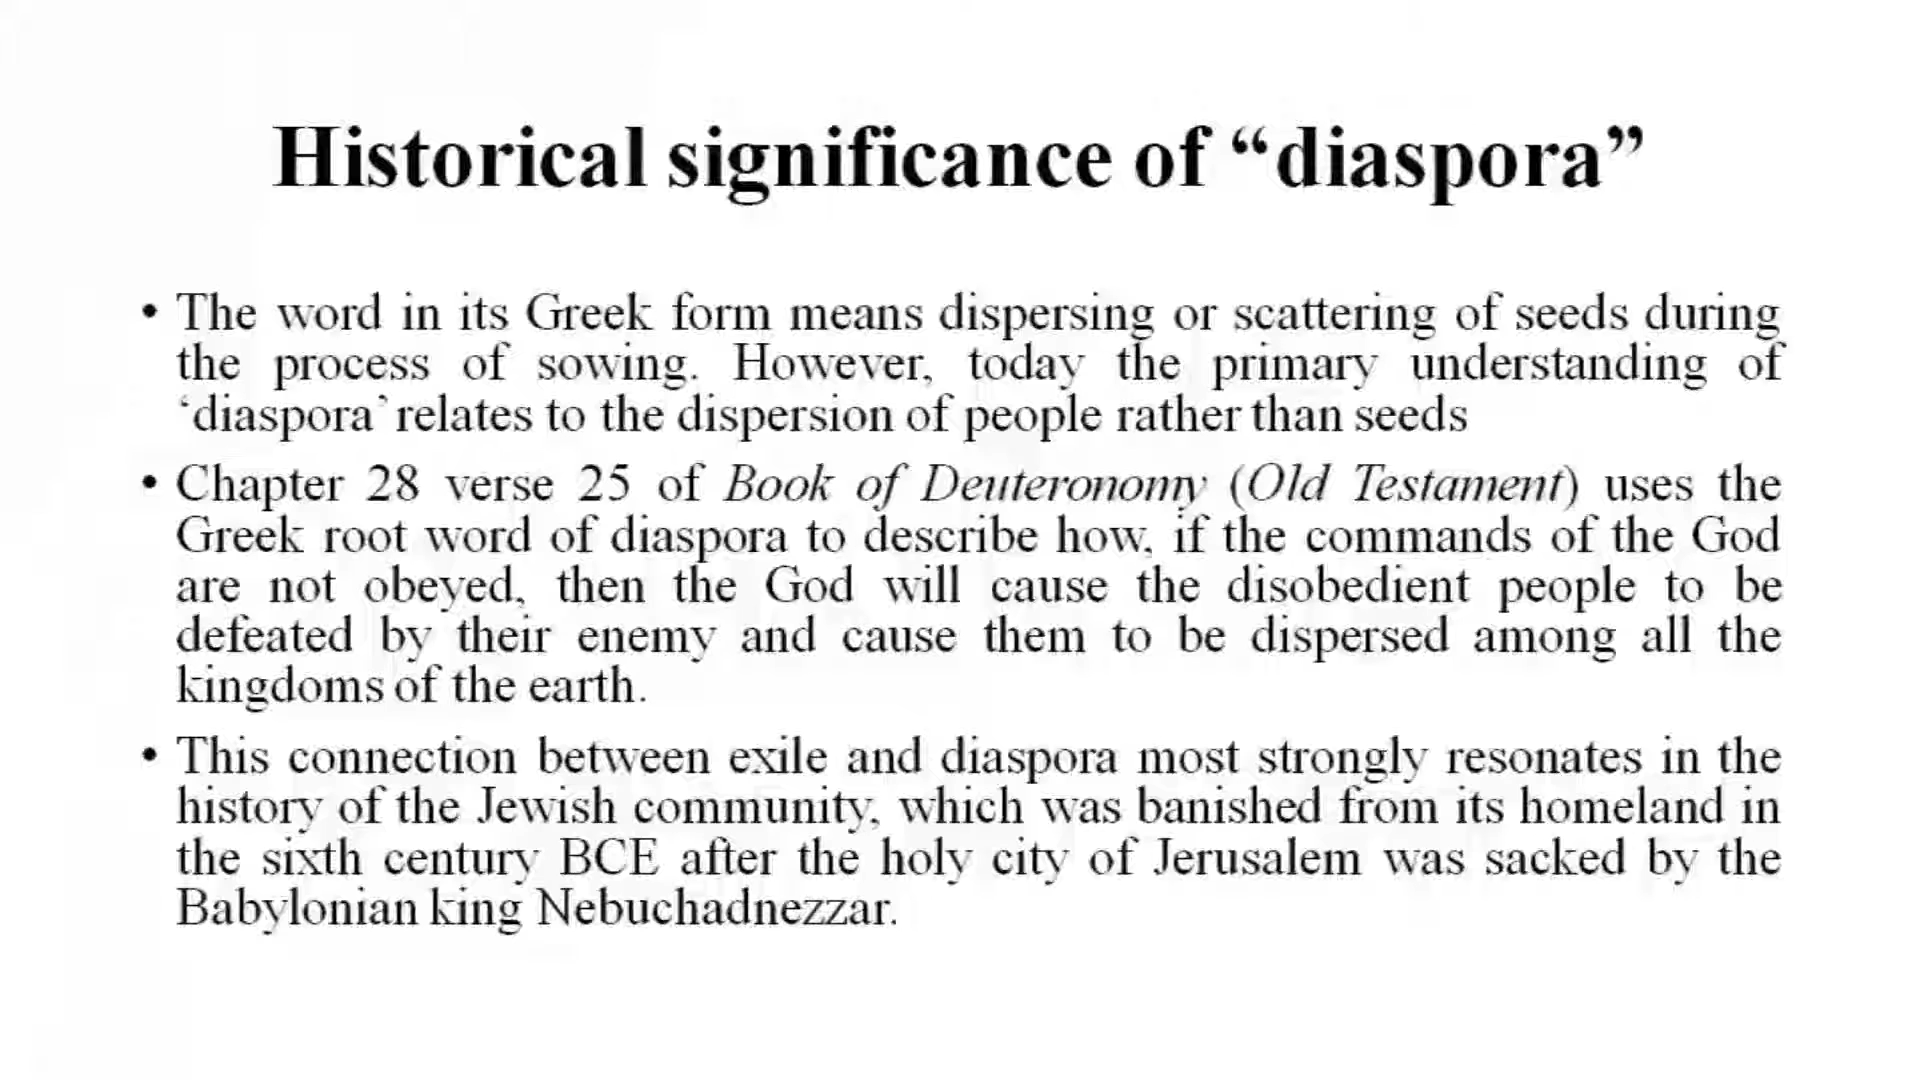 Historical significance of “diaspora”
• The word in its Greek form means dispersing or scattering of seeds during
the process of sowing. However, today the primary understanding of
‘diaspora’ relates to the dispersion of people rather than seeds
• Chapter 28 verse 25 of Book of Deuteronomy (Old Testament) uses the
Greek root word of diaspora to describe how, if the commands of the God
are not obeyed, then the God will cause the disobedient people to be
defeated by their enemy and cause them to be dispersed among all the
kingdoms of the earth.
• This connection between exile and diaspora most strongly resonates in the
history of the Jewish community, which was banished from its homeland in
the sixth century BCE after the holy city of Jerusalem was sacked by the
Babylonian king Nebuchadnezzar.